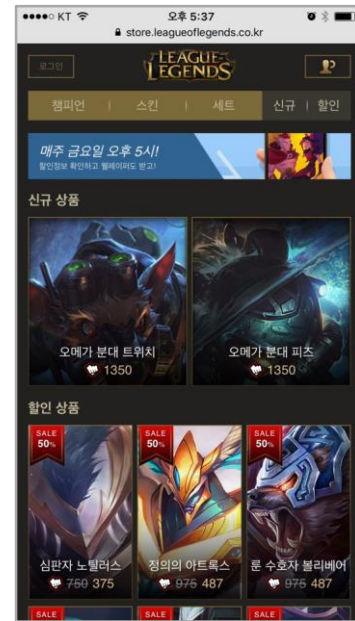 KT 오후 5:37
store.leagueoflegends.co.kr
로그인
LEAGUE OF LEGENDS
챔피언 스킨 세트 신규 할인
매주 금요일 오후 5시!
할인정보 확인하고 월페이퍼도 받고!
신규 상품
오메가 분대 트위치 오메가 분대 피즈
1350 1350
할인 상품
SALE 50% SALE 50% SALE 50%
심판자 노틸러스 정의의 아트록스 룬 수호자 볼리베어
750 375 975 487 975 487
SALE SALE SALE